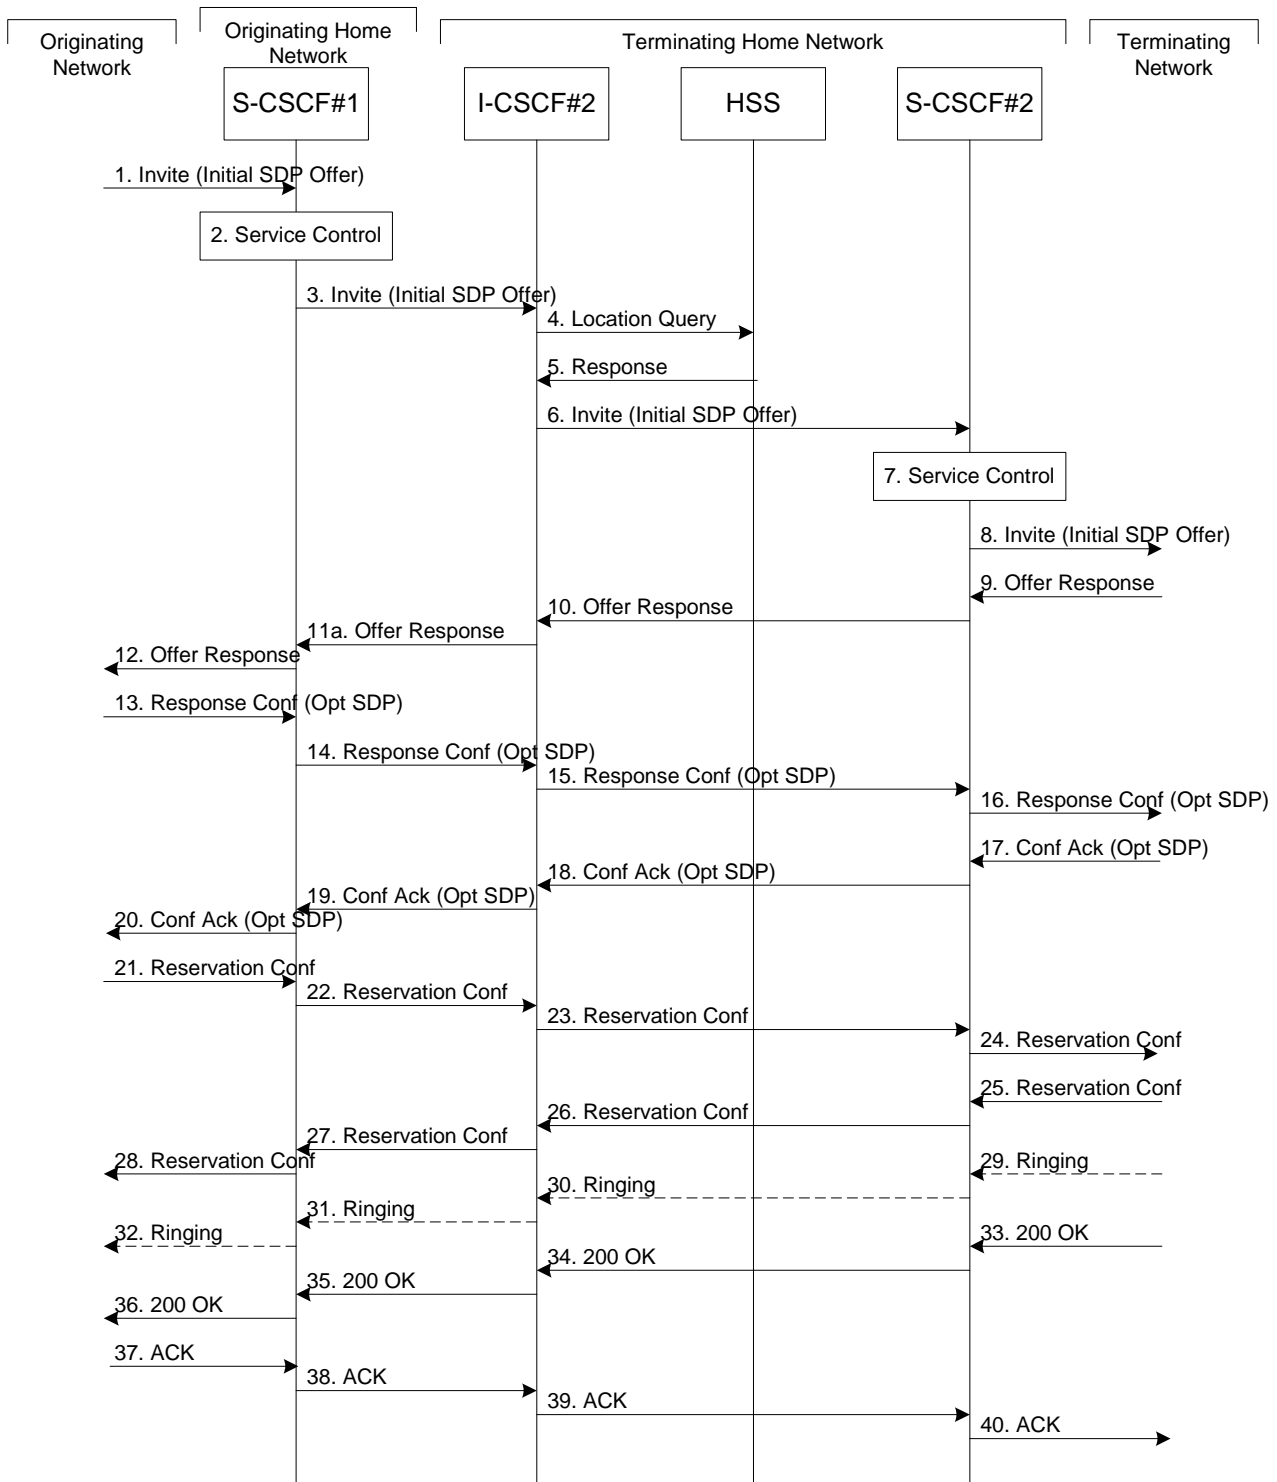 Originating
Network
Originating Home
Network
Terminating Home Network
Terminating
Network
S-CSCF#1
I-CSCF#2
HSS
S-CSCF#2
1. Invite (Initial SDP Offer)
2. Service Control
3. Invite (Initial SDP Offer)
4. Location Query
5. Response
6. Invite (Initial SDP Offer)
7. Service Control
8. Invite (Initial SDP Offer)
9. Offer Response
10. Offer Response
11a. Offer Response
12. Offer Response
13. Response Conf (Opt SDP)
14. Response Conf (Opt SDP)
15. Response Conf (Opt SDP)
16. Response Conf (Opt SDP)
17. Conf Ack (Opt SDP)
18. Conf Ack (Opt SDP)
19. Conf Ack (Opt SDP)
20. Conf Ack (Opt SDP)
21. Reservation Conf
22. Reservation Conf
23. Reservation Conf
24. Reservation Conf
25. Reservation Conf
26. Reservation Conf
27. Reservation Conf
28. Reservation Conf
29. Ringing
30. Ringing
31. Ringing
32. Ringing
33. 200 OK
34. 200 OK
35. 200 OK
36. 200 OK
37. ACK
38. ACK
39. ACK
40. ACK